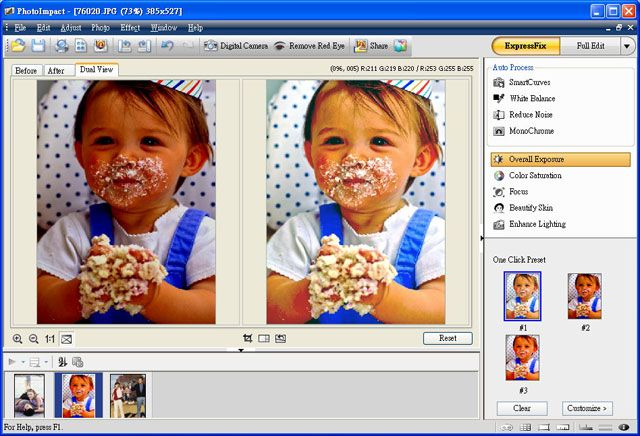 PhotoImpact - [76020.JPG (73%) 385x527]
File Edit Adjust Photo Effect Window Help
Digital Camera Remove Red Eye Share
ExpressFix Full Edit
Before After Dual View
(096, 005) R:211 G:219 B:220 / R:253 G:255 B:255
Auto Process
SmartCurves
White Balance
Reduce Noise
MonoChrome
Overall Exposure
Color Saturation
Focus
Beautify Skin
Enhance Lighting
One Click Preset
#1 #2
#3
1:1
Reset
Clear Customize >
For Help, press F1.